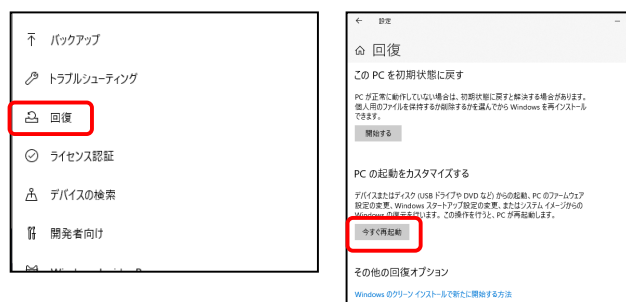 バックアップ
トラブルシューティング
回復
ライセンス認証
デバイスの検索
開発者向け
設定
回復
この PC を初期状態に戻す
PC が正常に動作していない場合は、初期状態に戻すと解決する場合があります。
個人用のファイルを保持するか削除するかを選んでから Windows を再インストール
できます。
開始する
PC の起動をカスタマイズする
デバイスまたはディスク (USB ドライブや DVD など) からの起動、PC のファームウェア
設定の変更、Windows スタートアップ設定の変更、またはシステム イメージからの
Windows の復元を行います。この操作を行うと、PC が再起動します。
今すぐ再起動
その他の回復オプション
Windows のクリーン インストールで新たに開始する方法